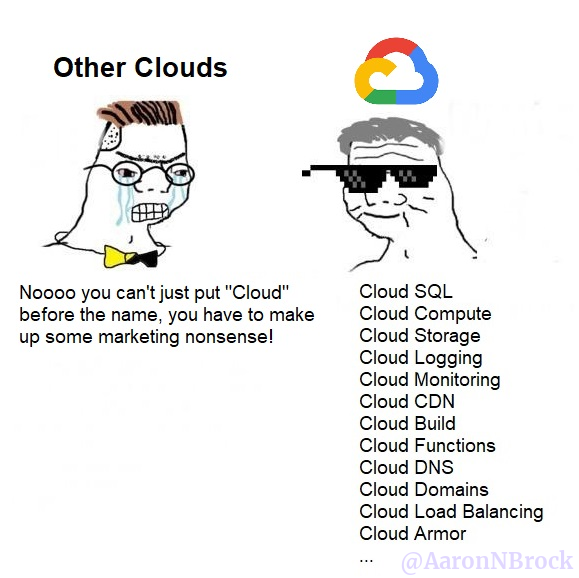 Other Clouds
Noooo you can't just put "Cloud"
before the name, you have to make
up some marketing nonsense!
Cloud SQL
Cloud Compute
Cloud Storage
Cloud Logging
Cloud Monitoring
Cloud CDN
Cloud Build
Cloud Functions
Cloud DNS
Cloud Domains
Cloud Load Balancing
Cloud Armor
...
@AaronNBrock